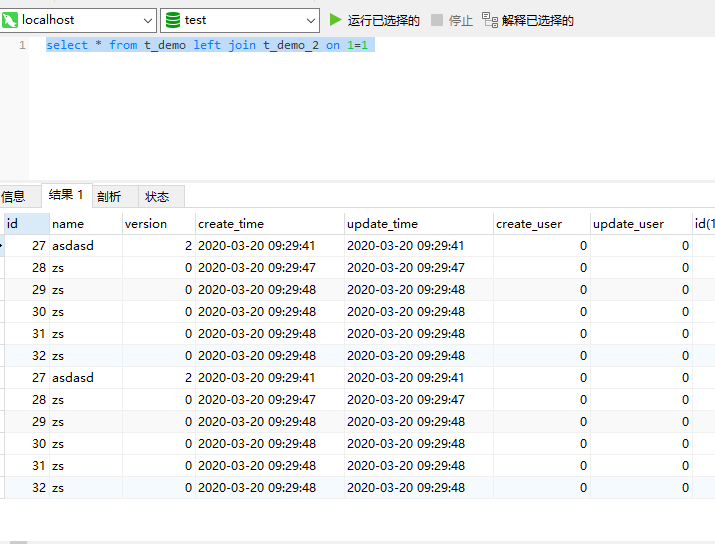 localhost test 运行已选择的 停止 解释已选择的
1 select * from t_demo left join t_demo_2 on 1=1
信息 结果 1 剖析 状态
id name version create_time update_time create_user update_user id(1
27 asdasd 2 2020-03-20 09:29:41 2020-03-20 09:29:41 0 0
28 zs 0 2020-03-20 09:29:47 2020-03-20 09:29:47 0 0
29 zs 0 2020-03-20 09:29:48 2020-03-20 09:29:48 0 0
30 zs 0 2020-03-20 09:29:48 2020-03-20 09:29:48 0 0
31 zs 0 2020-03-20 09:29:48 2020-03-20 09:29:48 0 0
32 zs 0 2020-03-20 09:29:48 2020-03-20 09:29:48 0 0
27 asdasd 2 2020-03-20 09:29:41 2020-03-20 09:29:41 0 0
28 zs 0 2020-03-20 09:29:47 2020-03-20 09:29:47 0 0
29 zs 0 2020-03-20 09:29:48 2020-03-20 09:29:48 0 0
30 zs 0 2020-03-20 09:29:48 2020-03-20 09:29:48 0 0
31 zs 0 2020-03-20 09:29:48 2020-03-20 09:29:48 0 0
32 zs 0 2020-03-20 09:29:48 2020-03-20 09:29:48 0 0